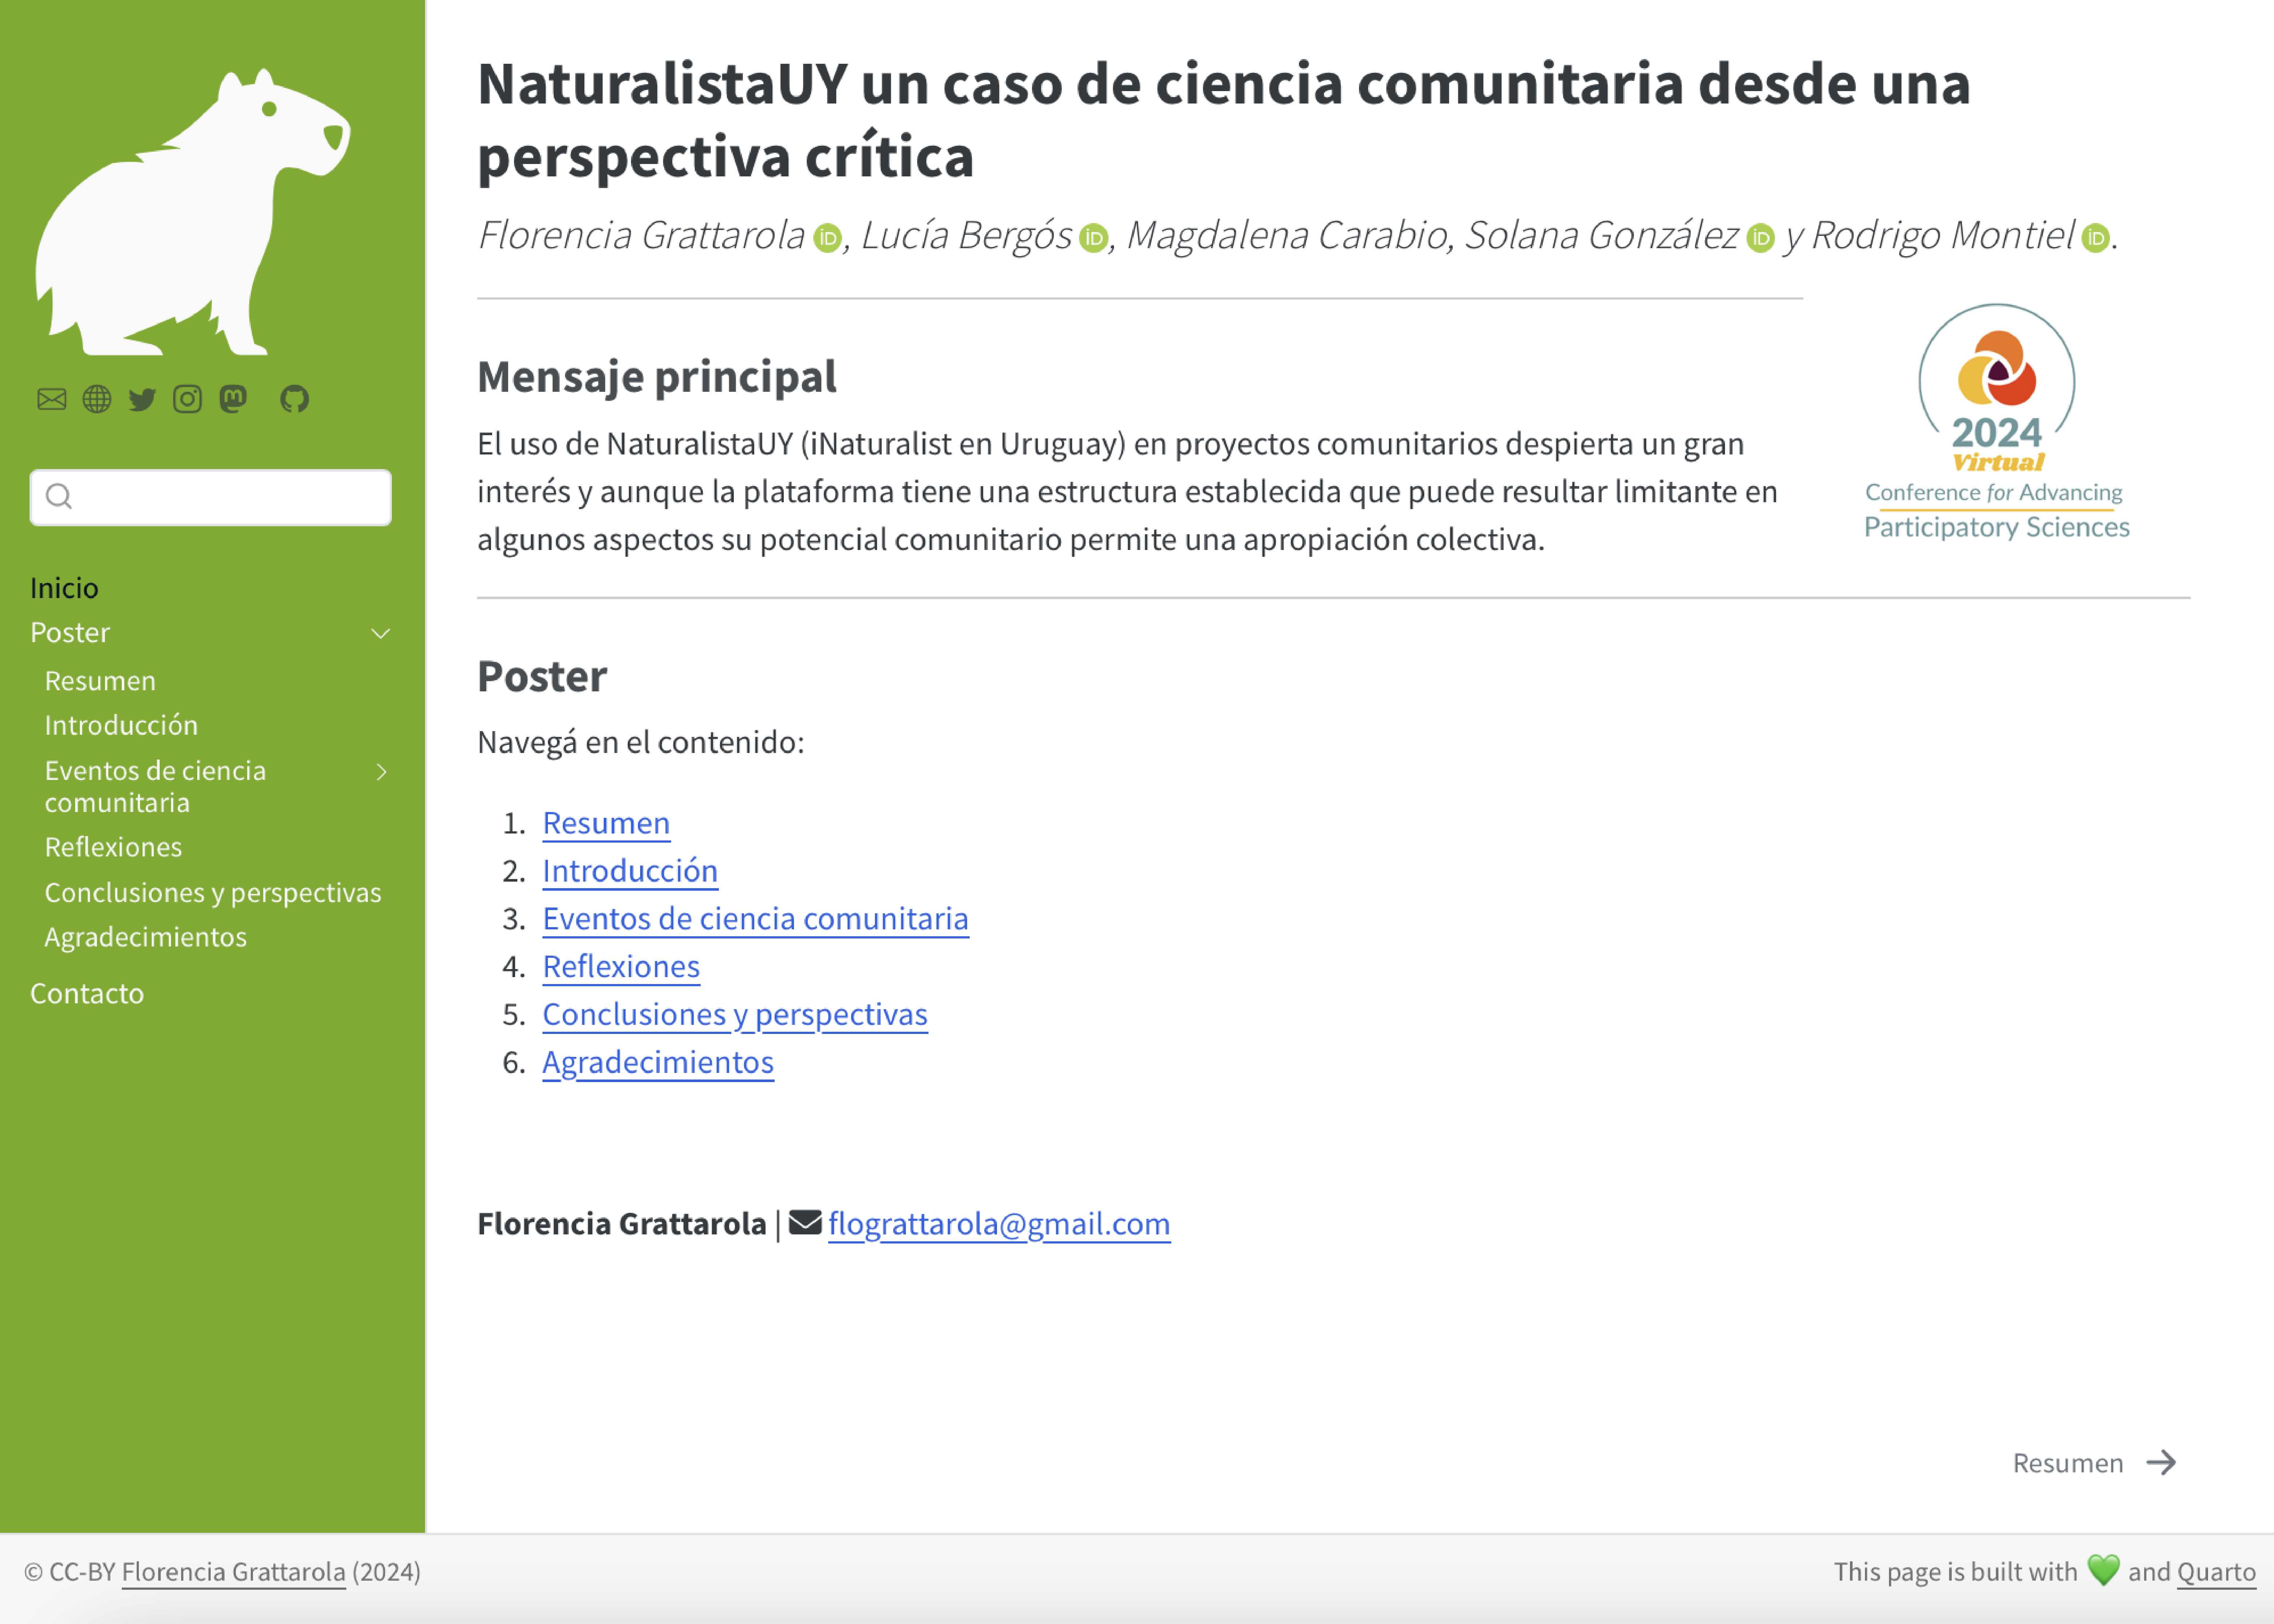 Inicio
Poster
Resumen
Introducción
Eventos de ciencia
comunitaria
Reflexiones
Conclusiones y perspectivas
Agradecimientos
Contacto
NaturalistaUY un caso de ciencia comunitaria desde una
perspectiva crítica
Florencia Grattarola iD, Lucía Bergós iD, Magdalena Carabio, Solana González iD y Rodrigo Montiel iD.
Mensaje principal
El uso de NaturalistaUY (iNaturalist en Uruguay) en proyectos comunitarios despierta un gran
interés y aunque la plataforma tiene una estructura establecida que puede resultar limitante en
algunos aspectos su potencial comunitario permite una apropiación colectiva.
2024
Virtual
Conference for Advancing
Participatory Sciences
Poster
Navegá en el contenido:
1. Resumen
2. Introducción
3. Eventos de ciencia comunitaria
4. Reflexiones
5. Conclusiones y perspectivas
6. Agradecimientos
Florencia Grattarola | flograttarola@gmail.com
Resumen →
© CC-BY Florencia Grattarola (2024)
This page is built with 💚 and Quarto